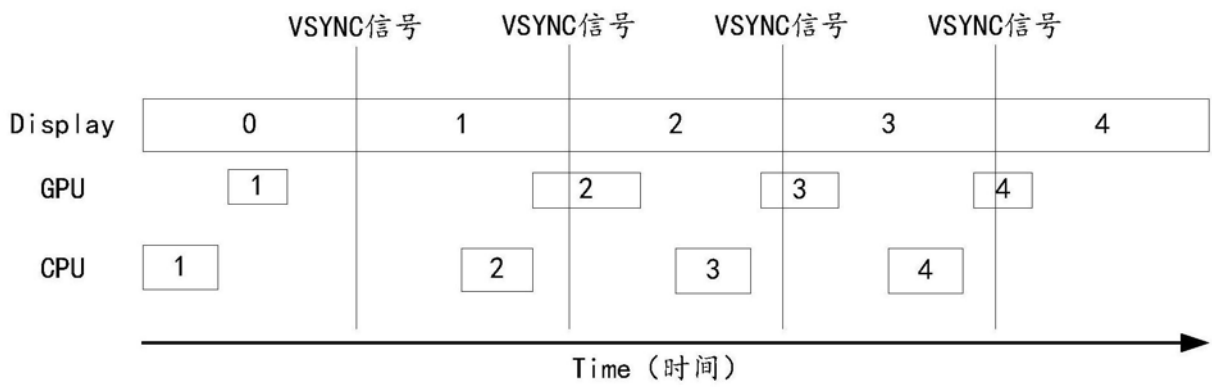 VSYNC信号 VSYNC信号 VSYNC信号 VSYNC信号
Display 0 1 2 3 4
GPU 1 2 3 4
CPU 1 2 3 4
Time（时间）